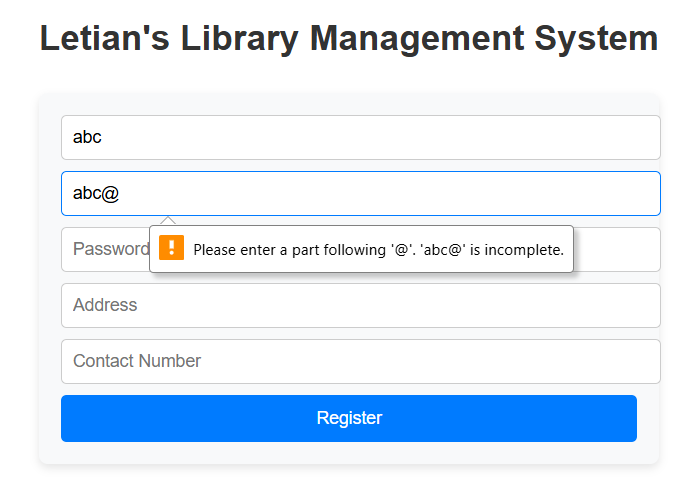 Letian's Library Management System
abc
abc@
Password
Please enter a part following '@'. 'abc@' is incomplete.
Address
Contact Number
Register